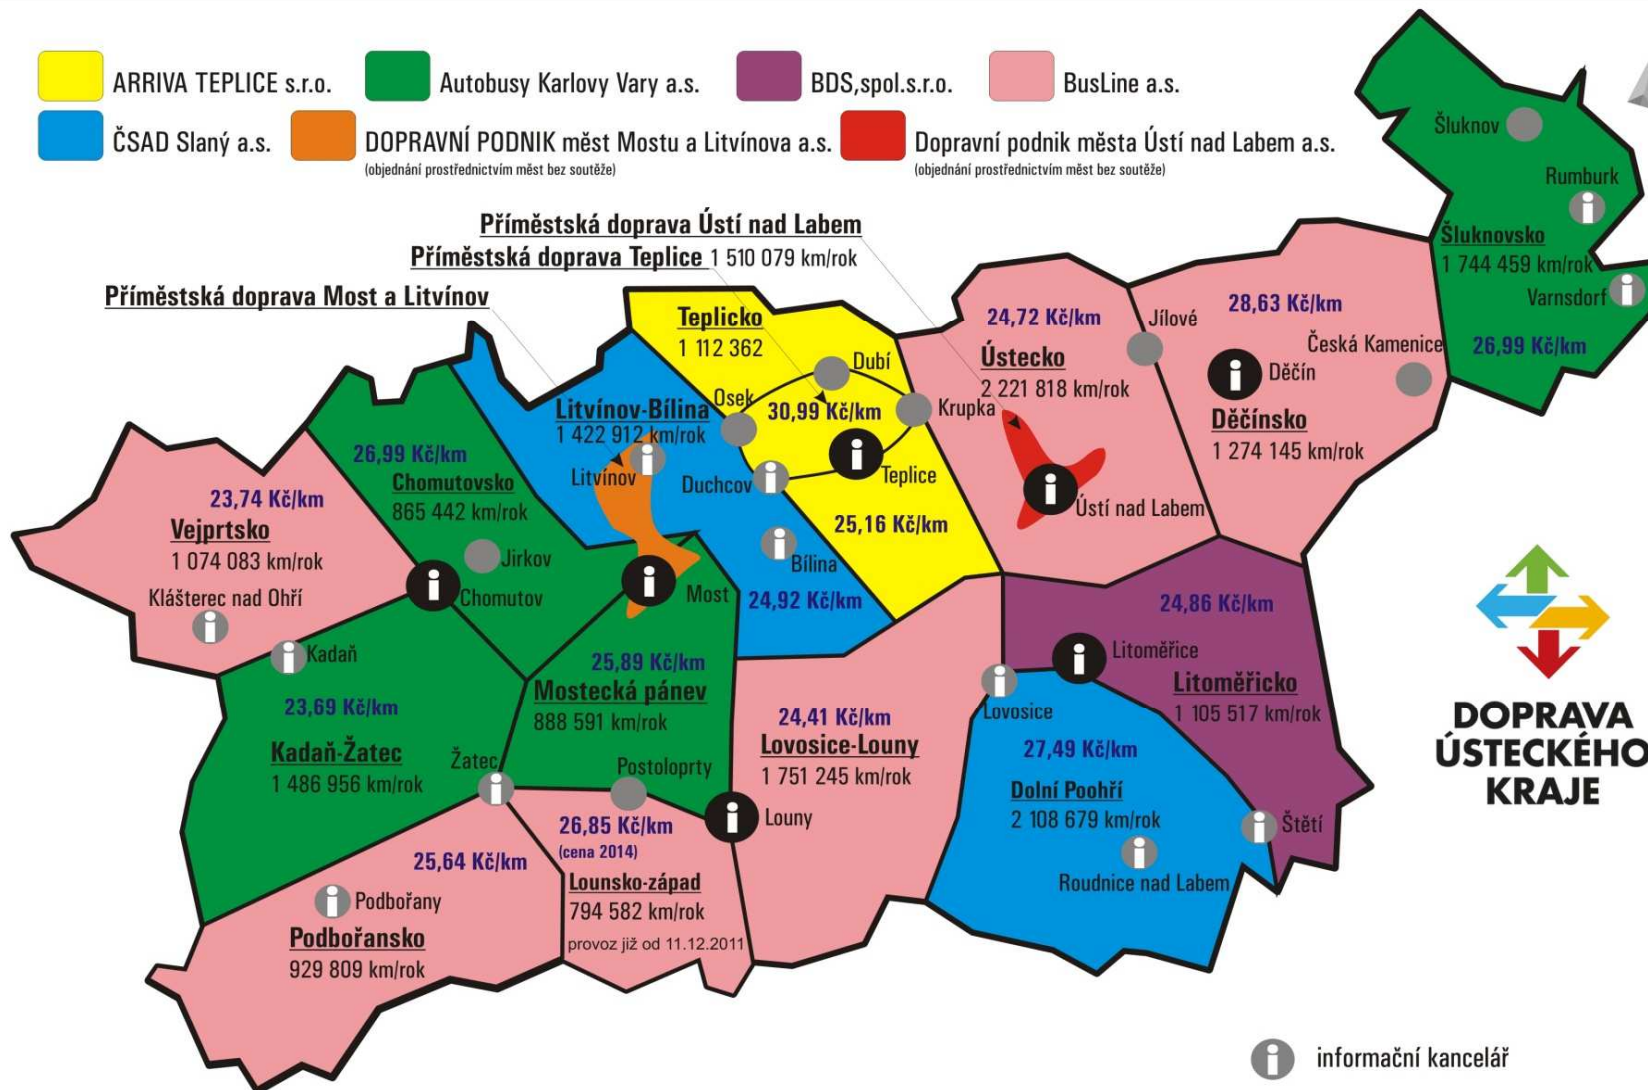 ARRIVA TEPLICE s.r.o.
Autobusy Karlovy Vary a.s.
BDS,spol.s.r.o.
BusLine a.s.
ČSAD Slaný a.s.
DOPRAVNÍ PODNIK měst Mostu a Litvínova a.s.
(objednání prostřednictvím měst bez soutěže)
Dopravní podnik města Ústí nad Labem a.s.
(objednání prostřednictvím měst bez soutěže)
Příměstská doprava Ústí nad Labem
Příměstská doprava Teplice 1 510 079 km/rok
Příměstská doprava Most a Litvínov
Šluknov
Rumburk
Šluknovsko
1 744 459 km/rok
Varnsdorf
26,99 Kč/km
28,63 Kč/km
Jílové
Česká Kamenice
Děčín
Děčínsko
1 274 145 km/rok
24,72 Kč/km
Ústecko
2 221 818 km/rok
Ústí nad Labem
Teplicko
1 112 362
Dubí
Osek
30,99 Kč/km
Krupka
Teplice
Duchcov
25,16 Kč/km
Litvínov-Bílina
1 422 912 km/rok
Litvínov
Bílina
24,92 Kč/km
26,99 Kč/km
Chomutovsko
865 442 km/rok
Jirkov
Chomutov
23,74 Kč/km
Vejprtsko
1 074 083 km/rok
Klášterec nad Ohří
Kadaň
Most
25,89 Kč/km
Mostecká pánev
888 591 km/rok
Postoloprty
23,69 Kč/km
Kadaň-Žatec
1 486 956 km/rok
Žatec
24,41 Kč/km
Lovosice-Louny
1 751 245 km/rok
Louny
24,86 Kč/km
Litoměřice
Litoměřicko
1 105 517 km/rok
Lovosice
27,49 Kč/km
Dolní Poohří
2 108 679 km/rok
Štětí
Roudnice nad Labem
26,85 Kč/km
(cena 2014)
Lounsko-západ
794 582 km/rok
provoz již od 11.12.2011
25,64 Kč/km
Podbořany
Podbořansko
929 809 km/rok
DOPRAVA
ÚSTECKÉHO
KRAJE
informační kancelář